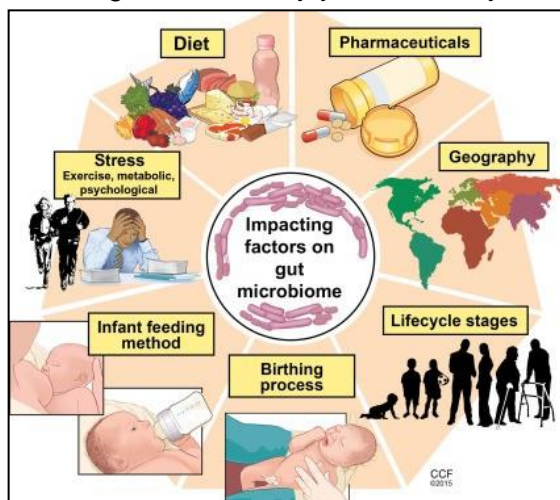 Diet
Pharmaceuticals
Stress
Exercise, metabolic,
psychological
Geography
Impacting
factors on
gut
microbiome
Infant feeding
method
Birthing
process
Lifecycle stages
CCF
©2015